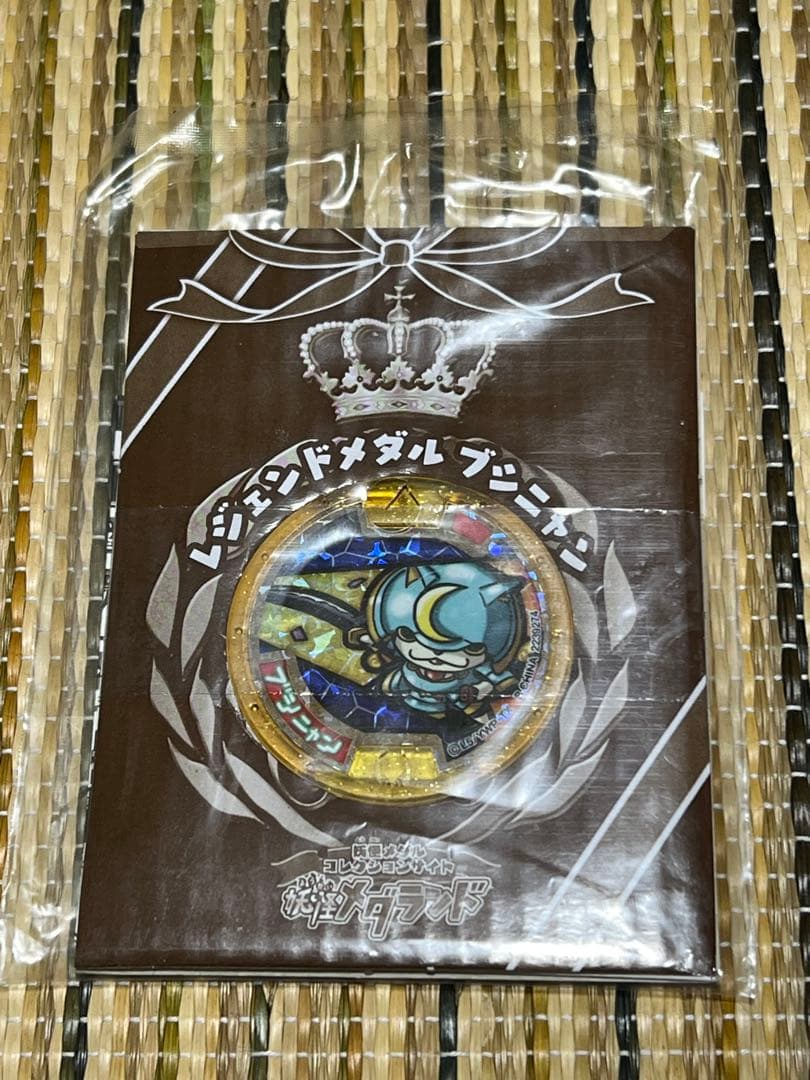 レジェンドメダル ブシニャン
ブシニャン
CHINA 2239274
妖怪メダル
コレクションサイト
妖怪メダランド